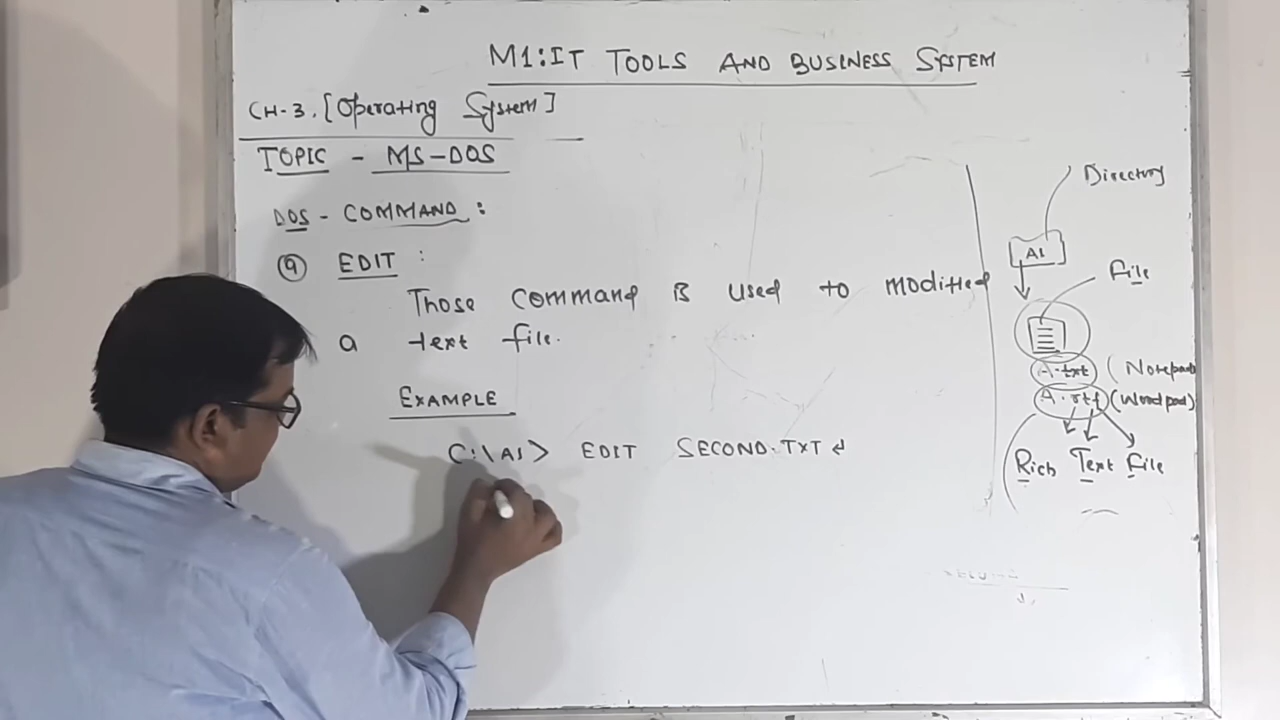 M1:IT TOOLS AND BUSINESS SYSTEM
CH-3. [Operating System]
TOPIC - MS-DOS
DOS - COMMAND :
9 EDIT :
Those command is used to modified
a text file.
EXAMPLE
C:\A1> EDIT SECOND.TXT ↲
Directory
A1
File
A.txt (Notepad
A.rtf (Wordpad)
Rich Text File